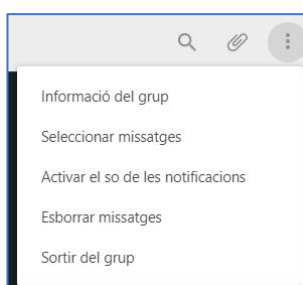 Informació del grup
Seleccionar missatges
Activar el so de les notificacions
Esborrar missatges
Sortir del grup